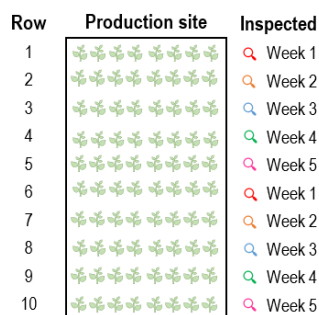 Row Production site Inspected
1 Week 1
2 Week 2
3 Week 3
4 Week 4
5 Week 5
6 Week 1
7 Week 2
8 Week 3
9 Week 4
10 Week 5